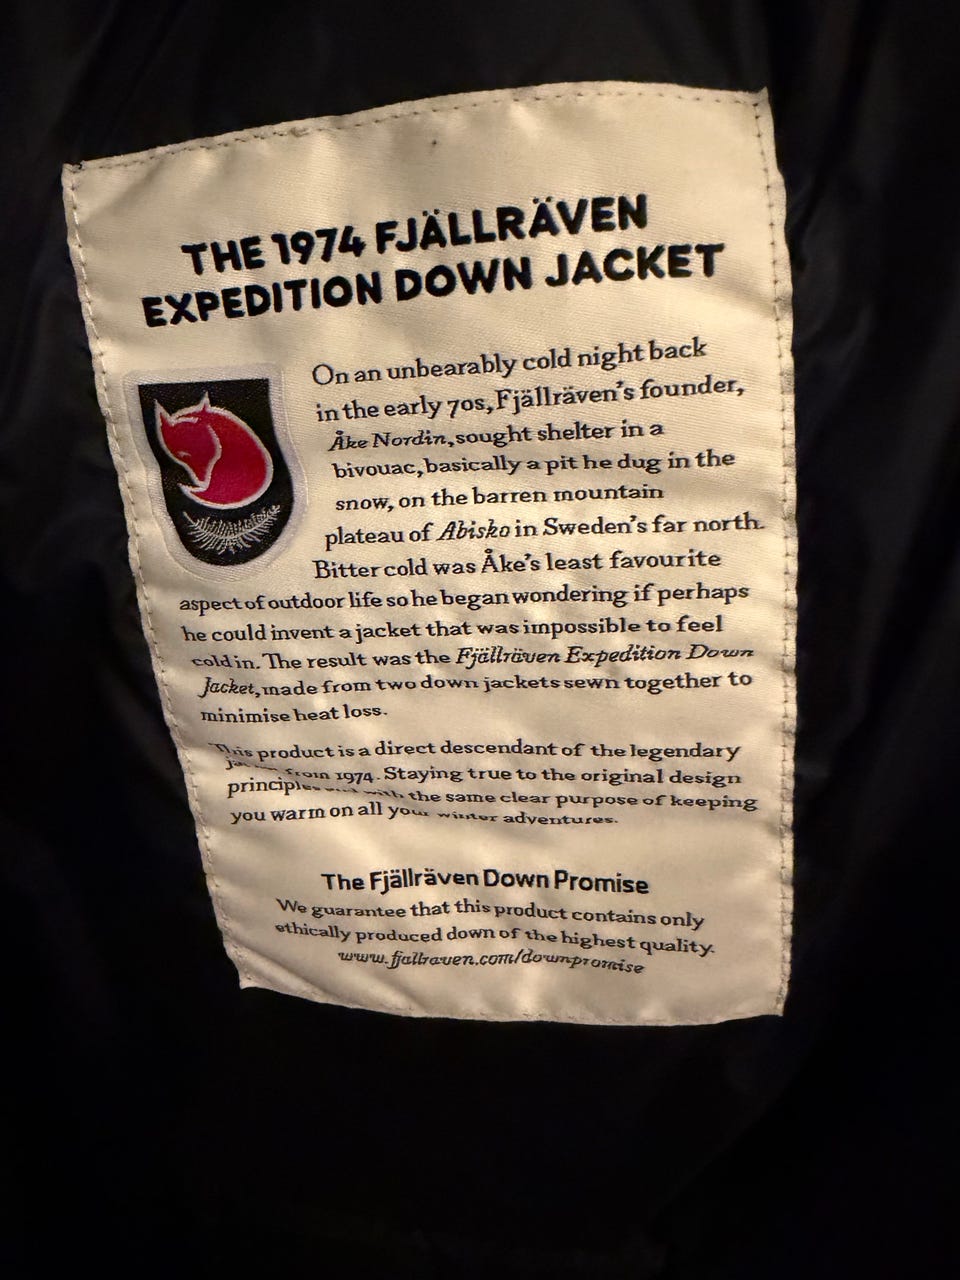 THE 1974 FJÄLLRÄVEN
EXPEDITION DOWN JACKET
On an unbearably cold night back
in the early 70s, Fjällräven's founder,
Åke Nordin, sought shelter in a
bivouac, basically a pit he dug in the
snow, on the barren mountain
plateau of Abisko in Sweden's far north.
Bitter cold was Åke's least favourite
aspect of outdoor life so he began wondering if perhaps
he could invent a jacket that was impossible to feel
cold in. The result was the Fjällräven Expedition Down
Jacket, made from two down jackets sewn together to
minimise heat loss.
This product is a direct descendant of the legendary
from 1974. Staying true to the original design
with the same clear purpose of keeping
you warm on all your winter adventures.
The Fjällräven Down Promise
We guarantee that this product contains only
ethically produced down of the highest quality.
www.fjallraven.com/downpromise